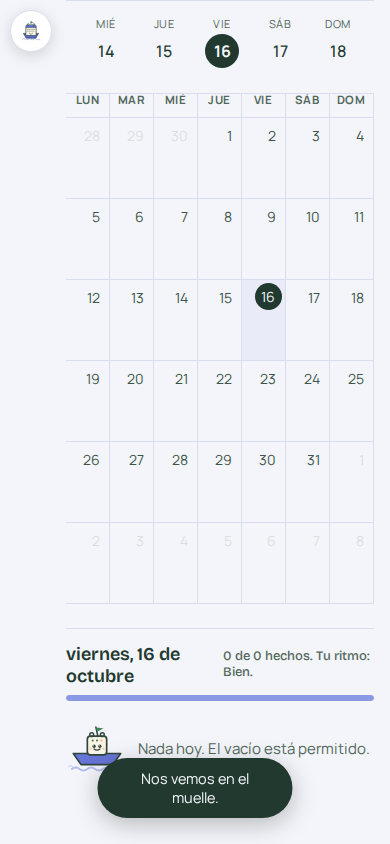 MIÉ JUE VIE SÁB DOM
14 15 16 17 18
LUN MAR MIÉ JUE VIE SÁB DOM
28 29 30 1 2 3 4
5 6 7 8 9 10 11
12 13 14 15 16 17 18
19 20 21 22 23 24 25
26 27 28 29 30 31 1
2 3 4 5 6 7 8
viernes, 16 de
octubre
0 de 0 hechos. Tu ritmo:
Bien.
Nada hoy. El vacío está permitido.
Nos vemos en el
muelle.